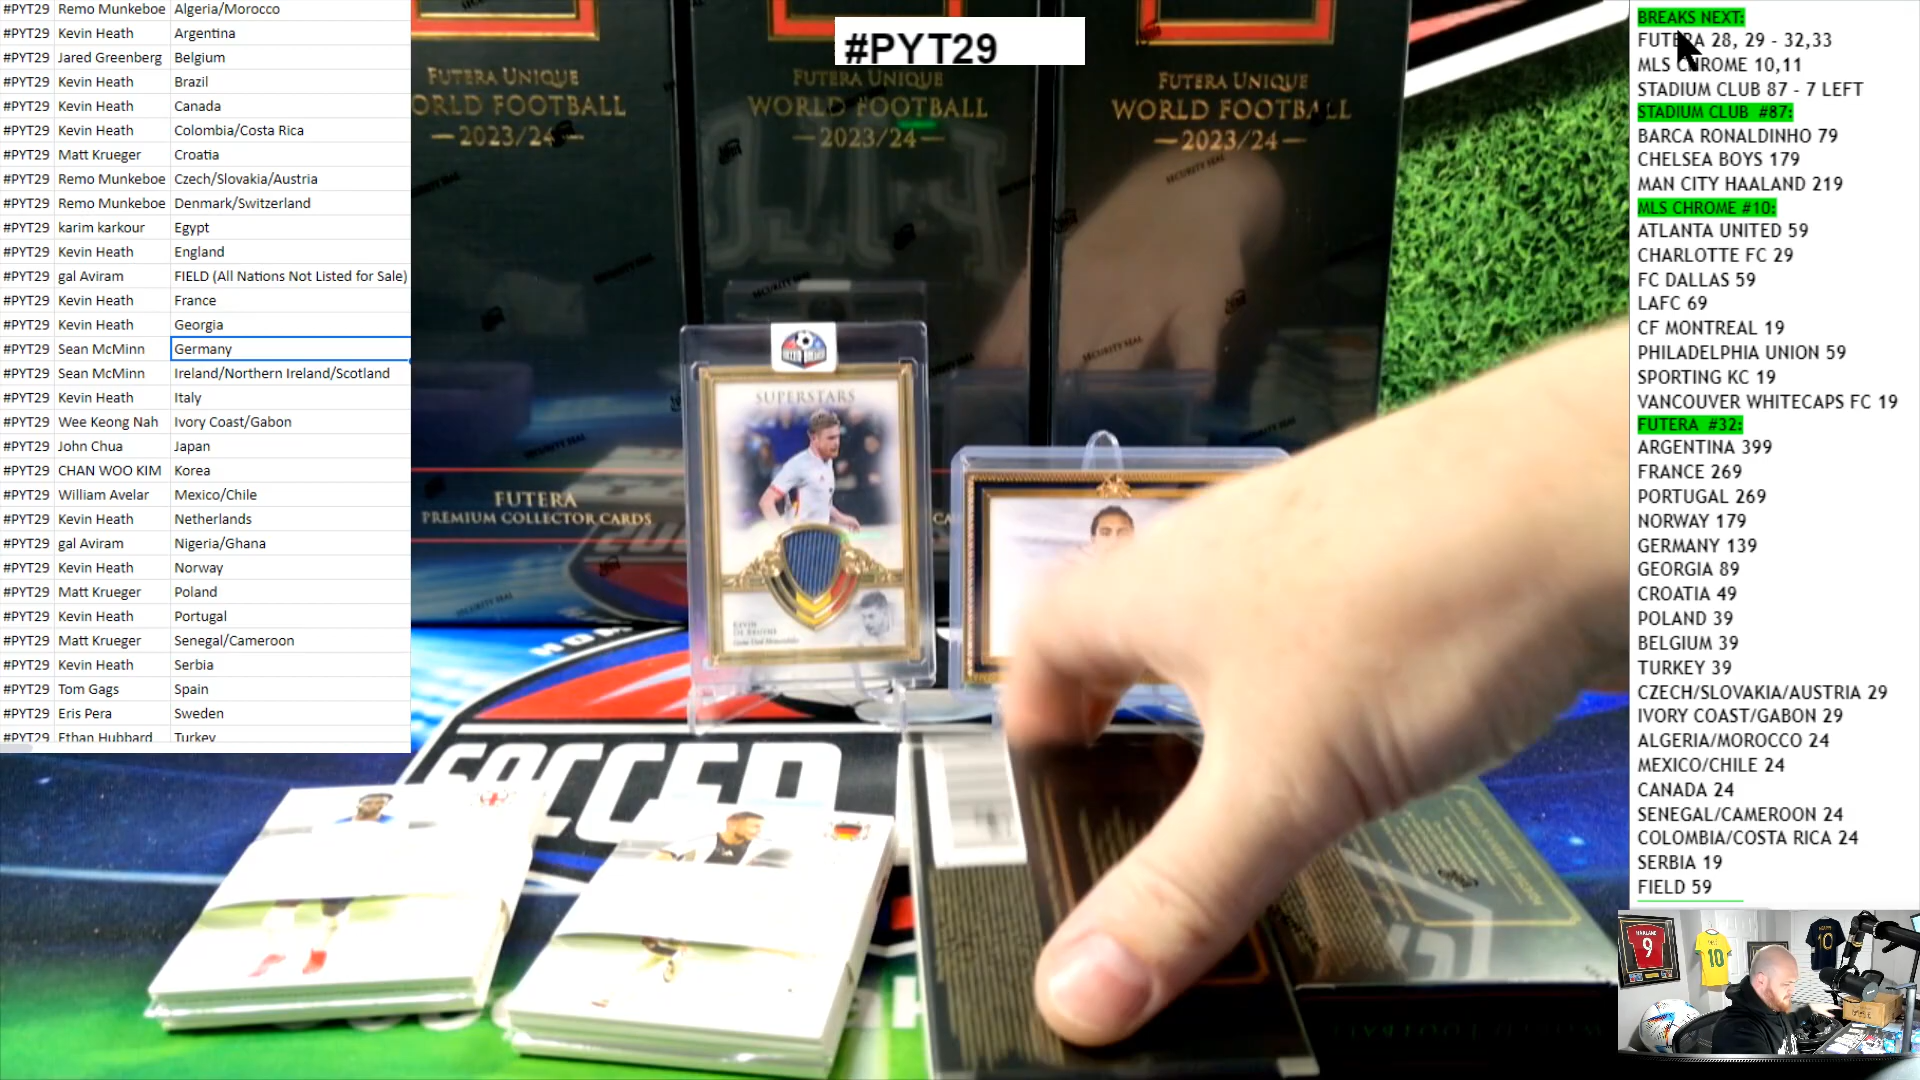 #PYT29 Remo Munkeboe Algeria/Morocco
#PYT29 Kevin Heath Argentina
#PYT29 Jared Greenberg Belgium
#PYT29 Kevin Heath Brazil
#PYT29 Kevin Heath Canada
#PYT29 Kevin Heath Colombia/Costa Rica
#PYT29 Matt Krueger Croatia
#PYT29 Remo Munkeboe Czech/Slovakia/Austria
#PYT29 Remo Munkeboe Denmark/Switzerland
#PYT29 karim karkour Egypt
#PYT29 Kevin Heath England
#PYT29 gal Aviram FIELD (All Nations Not Listed for Sale)
#PYT29 Kevin Heath France
#PYT29 Kevin Heath Georgia
#PYT29 Sean McMinn Germany
#PYT29 Sean McMinn Ireland/Northern Ireland/Scotland
#PYT29 Kevin Heath Italy
#PYT29 Wee Keong Nah Ivory Coast/Gabon
#PYT29 John Chua Japan
#PYT29 CHAN WOO KIM Korea
#PYT29 William Avelar Mexico/Chile
#PYT29 Kevin Heath Netherlands
#PYT29 gal Aviram Nigeria/Ghana
#PYT29 Kevin Heath Norway
#PYT29 Matt Krueger Poland
#PYT29 Kevin Heath Portugal
#PYT29 Matt Krueger Senegal/Cameroon
#PYT29 Kevin Heath Serbia
#PYT29 Tom Gags Spain
#PYT29 Eris Pera Sweden
#PYT29 Ethan Hubbard Turkey
#PYT29
FUTERA UNIQUE
ORLD FOOTBALL
2023/24
FUTERA UNIQUE
WORLD FOOTBALL
2023/24
FUTERA UNIQUE
WORLD FOOTBALL
2023/24
FUTERA
PREMIUM COLLECTOR CARDS
SECURITY SEAL
SUPERSTARS
KEVIN
DE BRUYNE
SOCCER
BREAKS NEXT:
FUTERA 28, 29 - 32,33
MLS CHROME 10,11
STADIUM CLUB 87 - 7 LEFT
STADIUM CLUB #87:
BARCA RONALDINHO 79
CHELSEA BOYS 179
MAN CITY HAALAND 219
MLS CHROME #10:
ATLANTA UNITED 59
CHARLOTTE FC 29
FC DALLAS 59
LAFC 69
CF MONTREAL 19
PHILADELPHIA UNION 59
SPORTING KC 19
VANCOUVER WHITECAPS FC 19
FUTERA #32:
ARGENTINA 399
FRANCE 269
PORTUGAL 269
NORWAY 179
GERMANY 139
GEORGIA 89
CROATIA 49
POLAND 39
BELGIUM 39
TURKEY 39
CZECH/SLOVAKIA/AUSTRIA 29
IVORY COAST/GABON 29
ALGERIA/MOROCCO 24
MEXICO/CHILE 24
CANADA 24
SENEGAL/CAMEROON 24
COLOMBIA/COSTA RICA 24
SERBIA 19
FIELD 59
9
10
10